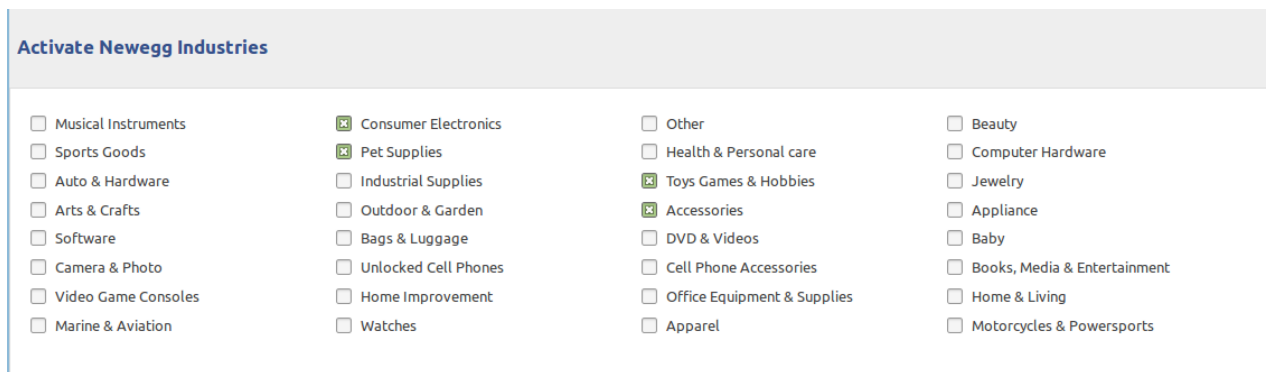 Activate Newegg Industries
Musical Instruments Consumer Electronics Other Beauty
Sports Goods Pet Supplies Health & Personal care Computer Hardware
Auto & Hardware Industrial Supplies Toys Games & Hobbies Jewelry
Arts & Crafts Outdoor & Garden Accessories Appliance
Software Bags & Luggage DVD & Videos Baby
Camera & Photo Unlocked Cell Phones Cell Phone Accessories Books, Media & Entertainment
Video Game Consoles Home Improvement Office Equipment & Supplies Home & Living
Marine & Aviation Watches Apparel Motorcycles & Powersports